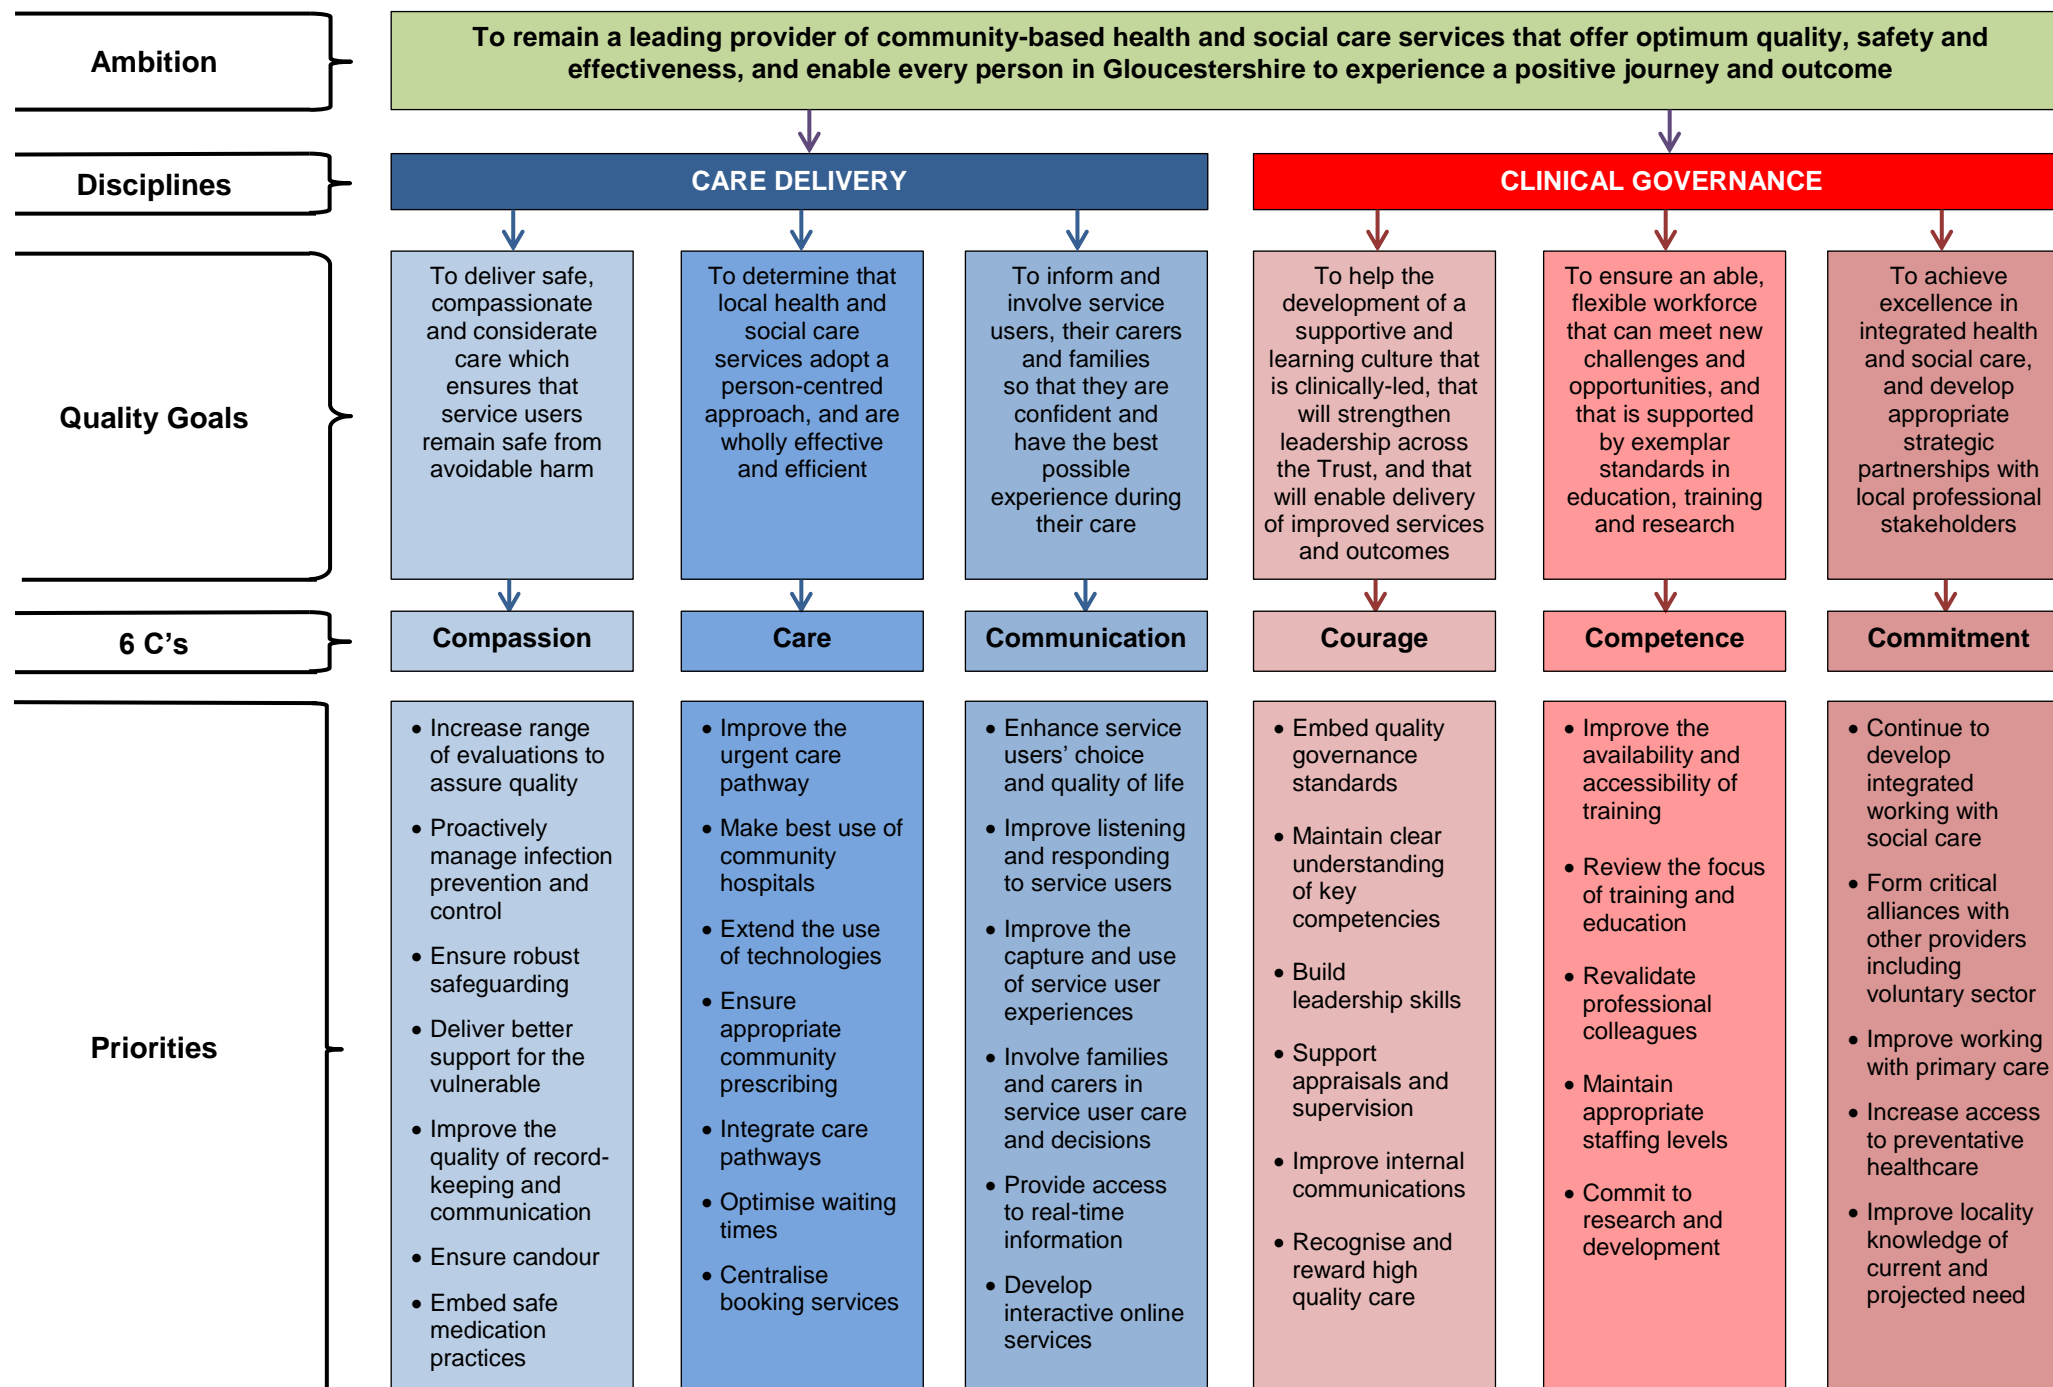 Ambition
To remain a leading provider of community-based health and social care services that offer optimum quality, safety and
effectiveness, and enable every person in Gloucestershire to experience a positive journey and outcome
Disciplines
CARE DELIVERY
CLINICAL GOVERNANCE
Quality Goals
To deliver safe,
compassionate
and considerate
care which
ensures that
service users
remain safe from
avoidable harm
To determine that
local health and
social care
services adopt a
person-centred
approach, and are
wholly effective
and efficient
To inform and
involve service
users, their carers
and families
so that they are
confident and
have the best
possible
experience during
their care
To help the
development of a
supportive and
learning culture that
is clinically-led, that
will strengthen
leadership across
the Trust, and that
will enable delivery
of improved services
and outcomes
To ensure an able,
flexible workforce
that can meet new
challenges and
opportunities, and
that is supported
by exemplar
standards in
education, training
and research
To achieve
excellence in
integrated health
and social care,
and develop
appropriate
strategic
partnerships with
local professional
stakeholders
6 C’s
Compassion
Care
Communication
Courage
Competence
Commitment
Priorities
• Increase range
of evaluations to
assure quality
• Proactively
manage infection
prevention and
control
• Ensure robust
safeguarding
• Deliver better
support for the
vulnerable
• Improve the
quality of record-
keeping and
communication
• Ensure candour
• Embed safe
medication
practices
• Improve the
urgent care
pathway
• Make best use of
community
hospitals
• Extend the use
of technologies
• Ensure
appropriate
community
prescribing
• Integrate care
pathways
• Optimise waiting
times
• Centralise
booking services
• Enhance service
users’ choice
and quality of life
• Improve listening
and responding
to service users
• Improve the
capture and use
of service user
experiences
• Involve families
and carers in
service user care
and decisions
• Provide access
to real-time
information
• Develop
interactive online
services
• Embed quality
governance
standards
• Maintain clear
understanding
of key
competencies
• Build
leadership skills
• Support
appraisals and
supervision
• Improve internal
communications
• Recognise and
reward high
quality care
• Improve the
availability and
accessibility of
training
• Review the focus
of training and
education
• Revalidate
professional
colleagues
• Maintain
appropriate
staffing levels
• Commit to
research and
development
• Continue to
develop
integrated
working with
social care
• Form critical
alliances with
other providers
including
voluntary sector
• Improve working
with primary care
• Increase access
to preventative
healthcare
• Improve locality
knowledge of
current and
projected need